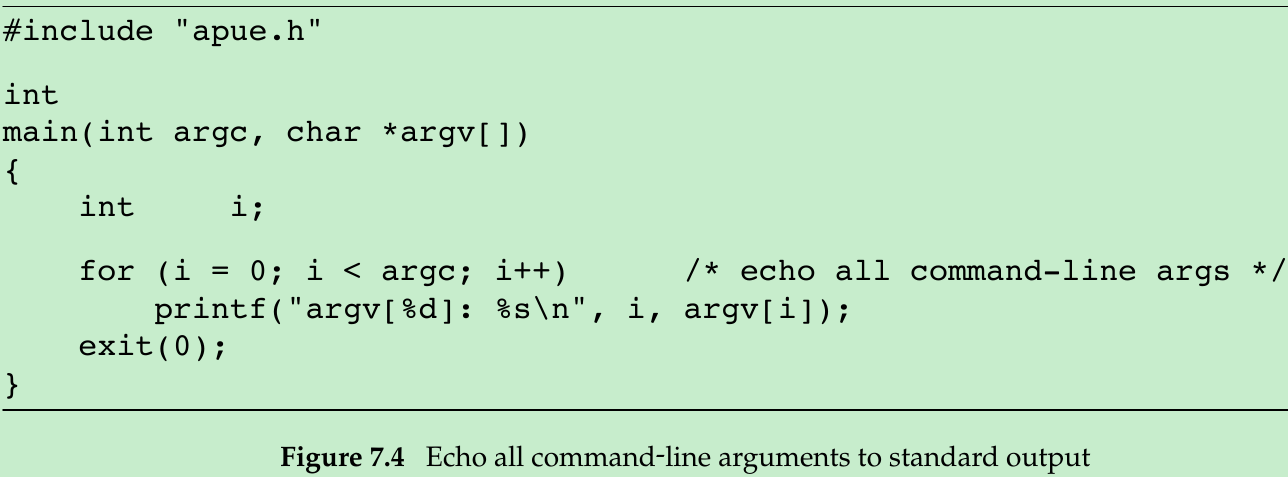 #include "apue.h"
int
main(int argc, char *argv[])
{
    int     i;
    for (i = 0; i < argc; i++)      /* echo all command-line args */
        printf("argv[%d]: %s\n", i, argv[i]);
    exit(0);
}
Figure 7.4 Echo all command-line arguments to standard output